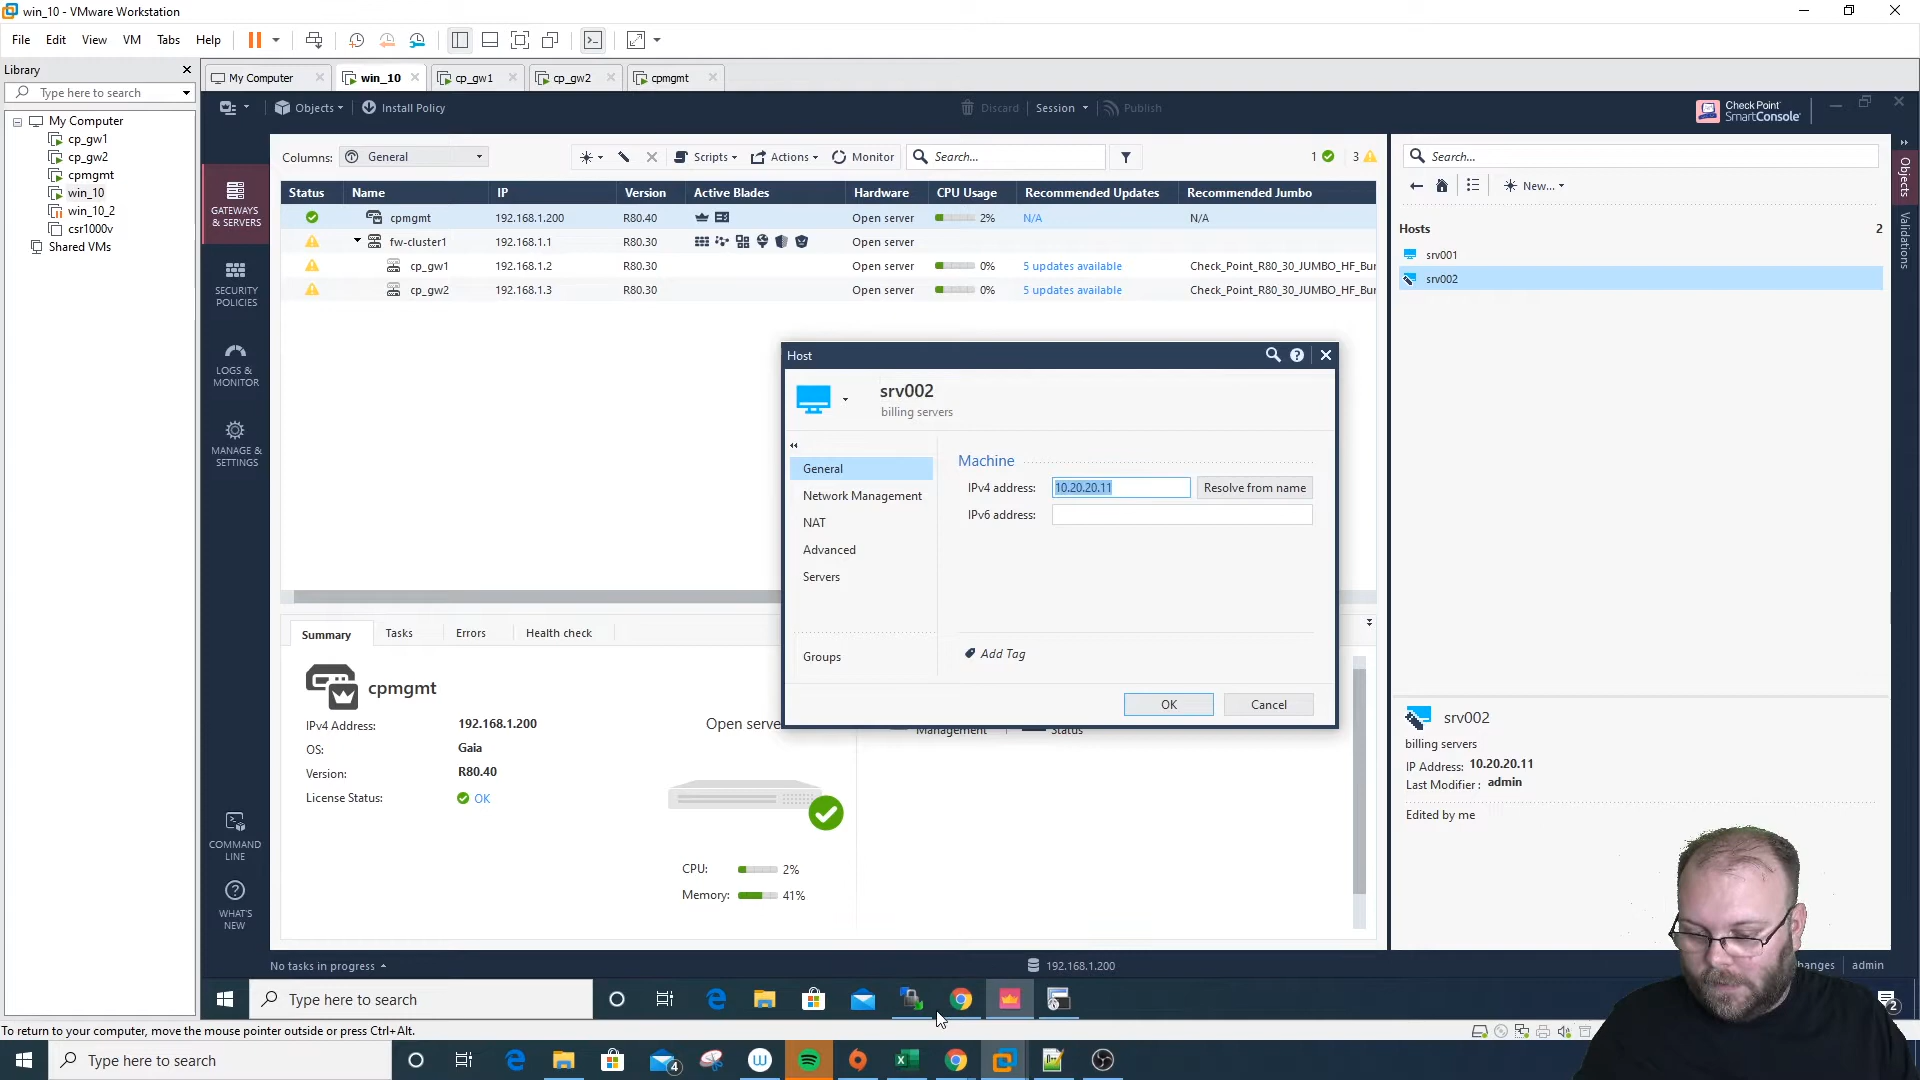 win_10 - VMware Workstation
File Edit View VM Tabs Help
Library
Type here to search
My Computer
cp_gw1
cp_gw2
cpmgmt
win_10
win_10_2
csr1000v
Shared VMs
My Computer win_10 cp_gw1 cp_gw2 cpmgmt
Objects Install Policy Discard Session Publish
Check Point
SmartConsole
GATEWAYS
& SERVERS
SECURITY
POLICIES
LOGS &
MONITOR
MANAGE &
SETTINGS
COMMAND
LINE
WHAT'S
NEW
Columns: General Scripts Actions Monitor Search... 1 3
Status Name IP Version Active Blades Hardware CPU Usage Recommended Updates Recommended Jumbo
cpmgmt 192.168.1.200 R80.40 Open server 2% N/A N/A
fw-cluster1 192.168.1.1 R80.30 Open server
cp_gw1 192.168.1.2 R80.30 Open server 0% 5 updates available Check_Point_R80_30_JUMBO_HF_Bur
cp_gw2 192.168.1.3 R80.30 Open server 0% 5 updates available Check_Point_R80_30_JUMBO_HF_Bur
Host
srv002
billing servers
General
Network Management
NAT
Advanced
Servers
Groups
Machine
IPv4 address: 10.20.20.11 Resolve from name
IPv6 address:
Add Tag
OK Cancel
Summary Tasks Errors Health check
cpmgmt
IPv4 Address: 192.168.1.200
OS: Gaia
Version: R80.40
License Status: OK
Open serve
Management Status
CPU: 2%
Memory: 41%
Search...
New...
Hosts 2
srv001
srv002
srv002
billing servers
IP Address: 10.20.20.11
Last Modifier : admin
Edited by me
Objects
Validations
No tasks in progress 192.168.1.200 hanges admin
Type here to search
2
To return to your computer, move the mouse pointer outside or press Ctrl+Alt.
Type here to search
4